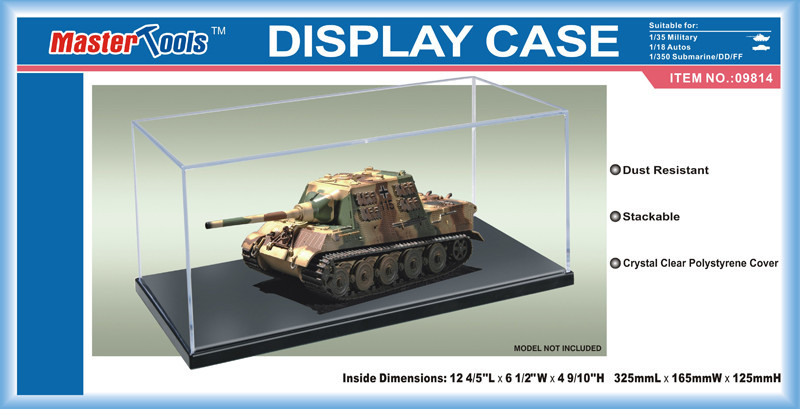 Master Tools™
DISPLAY CASE
Suitable for:
1/35 Military
1/18 Autos
1/350 Submarine/DD/FF
ITEM NO.:09814
Dust Resistant
Stackable
Crystal Clear Polystyrene Cover
MODEL NOT INCLUDED
Inside Dimensions: 12 4/5"L x 6 1/2"W x 4 9/10"H 325mmL x 165mmW x 125mmH